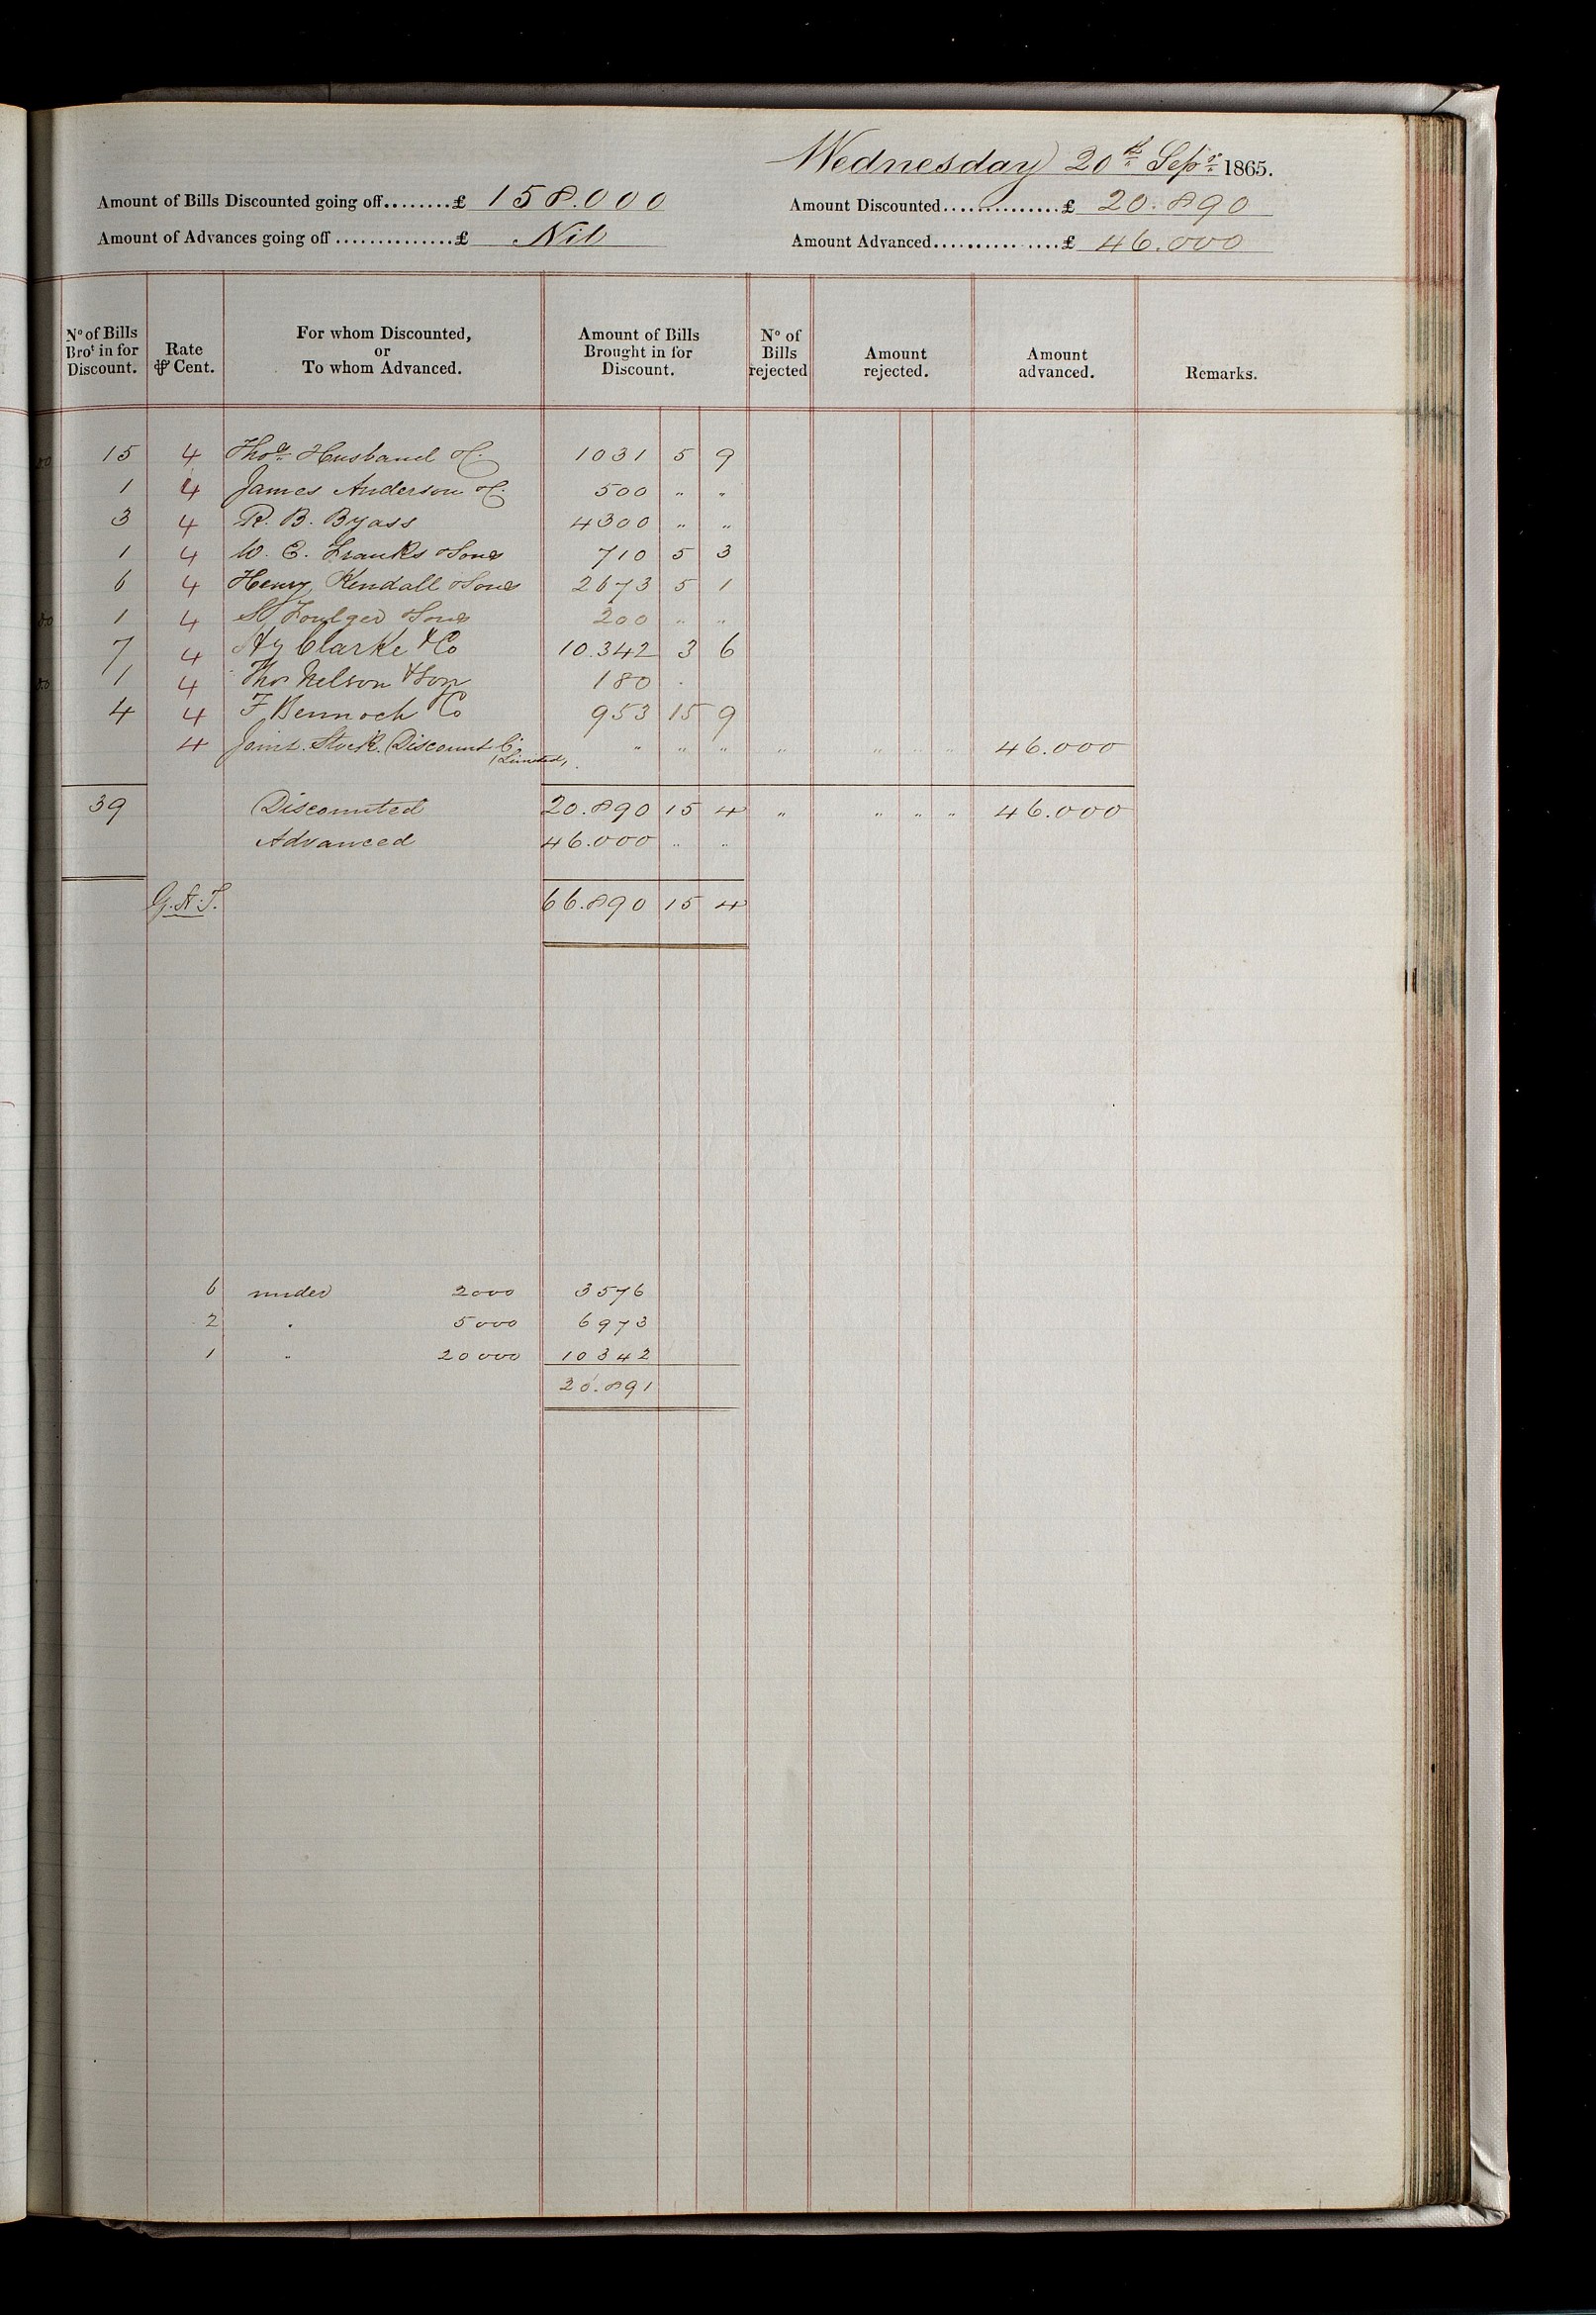 Wednesday 20th Sepr 1865.
Amount of Bills Discounted going off........£ 158.000 Amount Discounted..............£ 20.890
Amount of Advances going off..............£ Nil Amount Advanced...............£ 46.000
No of Bills Brot in for Discount. Rate ⅌ Cent. For whom Discounted, or To whom Advanced. Amount of Bills Brought in for Discount. No of Bills rejected Amount rejected. Amount advanced. Remarks.
15 4 Thos Husband & Co 1031 5 9
1 4 James Anderson & Co 500 " "
3 4 R. B. Byass 4300 " "
1 4 W. C. Franks & Sons 710 5 3
6 4 Henry Kendall & Sons 2673 5 1
1 4 S Foulger & Sons 200 " "
7 4 Hy Clarke & Co 10.342 3 6
1 4 Thos Nelson & Son 180 .
4 4 F Bennoch & Co 953 15 9
4 Joint Stock Discount Co " " " " " " " 46.000
(Limited)
39 Discounted 20.890 15 4 " " " " 46.000
Advanced 46.000 " "
G.A.T. 66.890 15 4
6 under 2000 3576
2 " 5000 6973
1 " 20000 10342
20.891